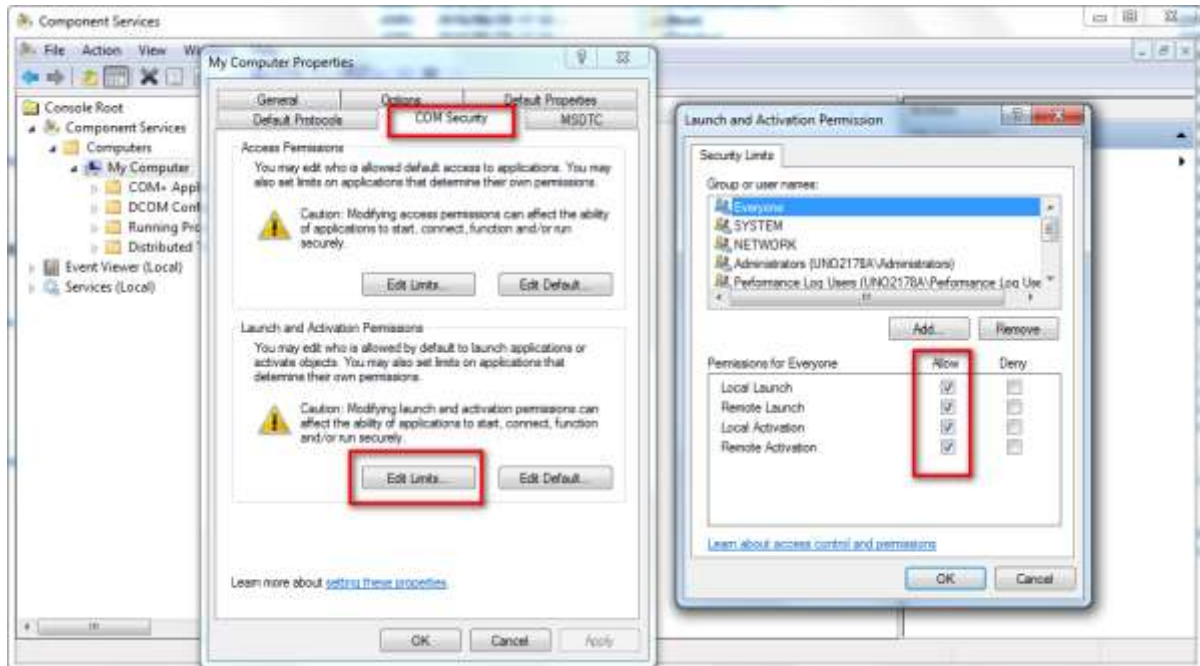 Component Services
File Action View
Console Root
Component Services
Computers
My Computer
COM+ Appl
DCOM Conf
Running Pro
Distributed T
Event Viewer (Local)
Services (Local)
My Computer Properties
General Options Default Properties
Default Protocols COM Security MSDTC
Access Permissions
You may edit who is allowed default access to applications. You may
also set limits on applications that determine their own permissions.
Caution: Modifying access permissions can affect the ability
of applications to start, connect, function and/or run
securely.
Edit Limits... Edit Default...
Launch and Activation Permissions
You may edit who is allowed by default to launch applications or
activate objects. You may also set limits on applications that
determine their own permissions.
Caution: Modifying launch and activation permissions can
affect the ability of applications to start, connect, function
and/or run securely.
Edit Limits... Edit Default...
Learn more about setting these properties.
OK Cancel Apply
Launch and Activation Permission
Security Limits
Group or user names:
Everyone
SYSTEM
NETWORK
Administrators (UNO2178A\Administrators)
Performance Log Users (UNO2178A\Performance Log Use
Add... Remove
Permissions for Everyone Allow Deny
Local Launch
Remote Launch
Local Activation
Remote Activation
Learn about access control and permissions
OK Cancel